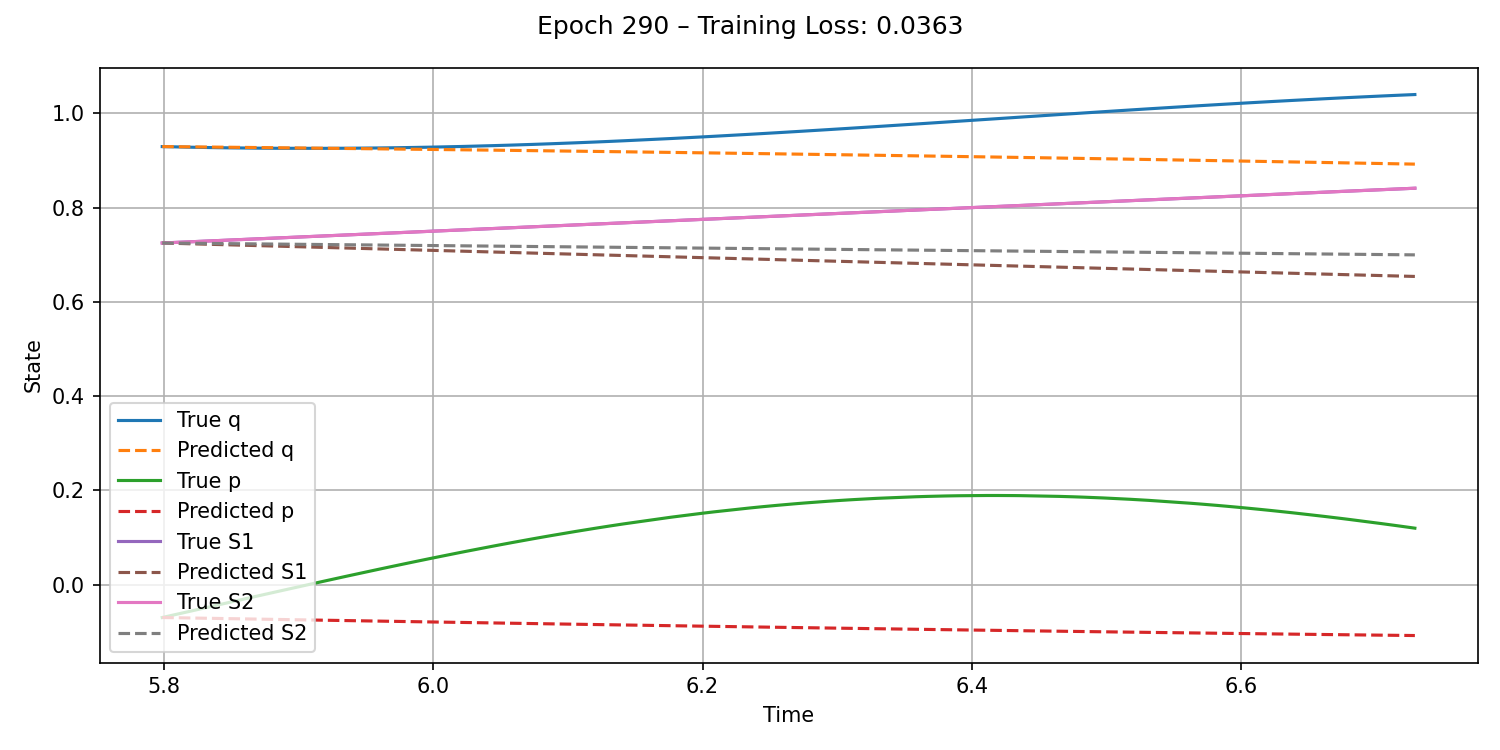 Epoch 290 – Training Loss: 0.0363
State
1.0
0.8
0.6
0.4
0.2
0.0
True q
Predicted q
True p
Predicted p
True S1
Predicted S1
True S2
Predicted S2
5.8
6.0
6.2
6.4
6.6
Time